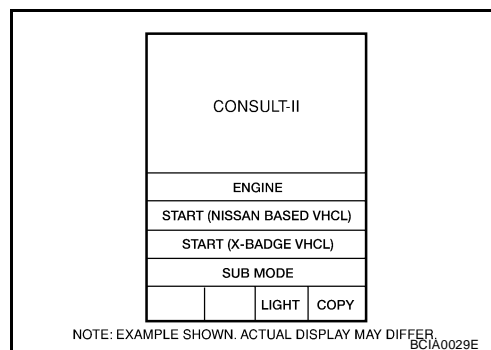 CONSULT-II
ENGINE
START (NISSAN BASED VHCL)
START (X-BADGE VHCL)
SUB MODE
LIGHT COPY
NOTE: EXAMPLE SHOWN. ACTUAL DISPLAY MAY DIFFER.
BCIA0029E